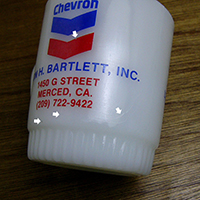 Chevron
H. BARTLETT, INC.
1450 G STREET
MERCED, CA.
(209) 722-9422